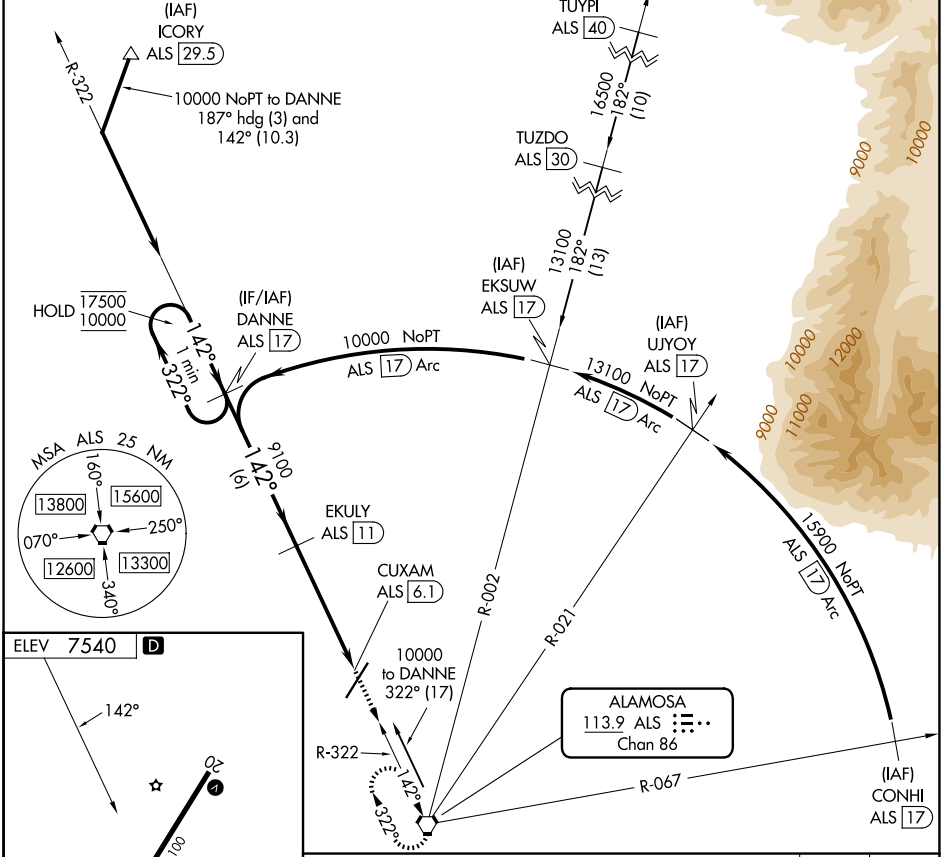 (IAF)
ICORY
ALS 29.5
R-322
10000 NoPT to DANNE
187° hdg (3) and
142° (10.3)
TUYPI
ALS 40
16500
182°
(10)
TUZDO
ALS 30
13100
182°
(13)
9000
10000
HOLD 17500
10000
142°
1 min
322°
(IF/IAF)
DANNE
ALS 17
10000 NoPT
ALS 17 Arc
(IAF)
EKSUW
ALS 17
13100 NoPT
ALS 17 Arc
(IAF)
UJYOY
ALS 17
10000
12000
9000
11000
15900 NoPT
ALS 17 Arc
9100
142°
(6)
MSA ALS 25 NM
160°
13800
15600
070°
250°
12600
13300
340°
EKULY
ALS 11
CUXAM
ALS 6.1
R-002
R-021
10000
to DANNE
322° (17)
R-322
142°
322°
ALAMOSA
113.9 ALS
Chan 86
R-067
(IAF)
CONHI
ALS 17
ELEV 7540 D
142°
20
V
100